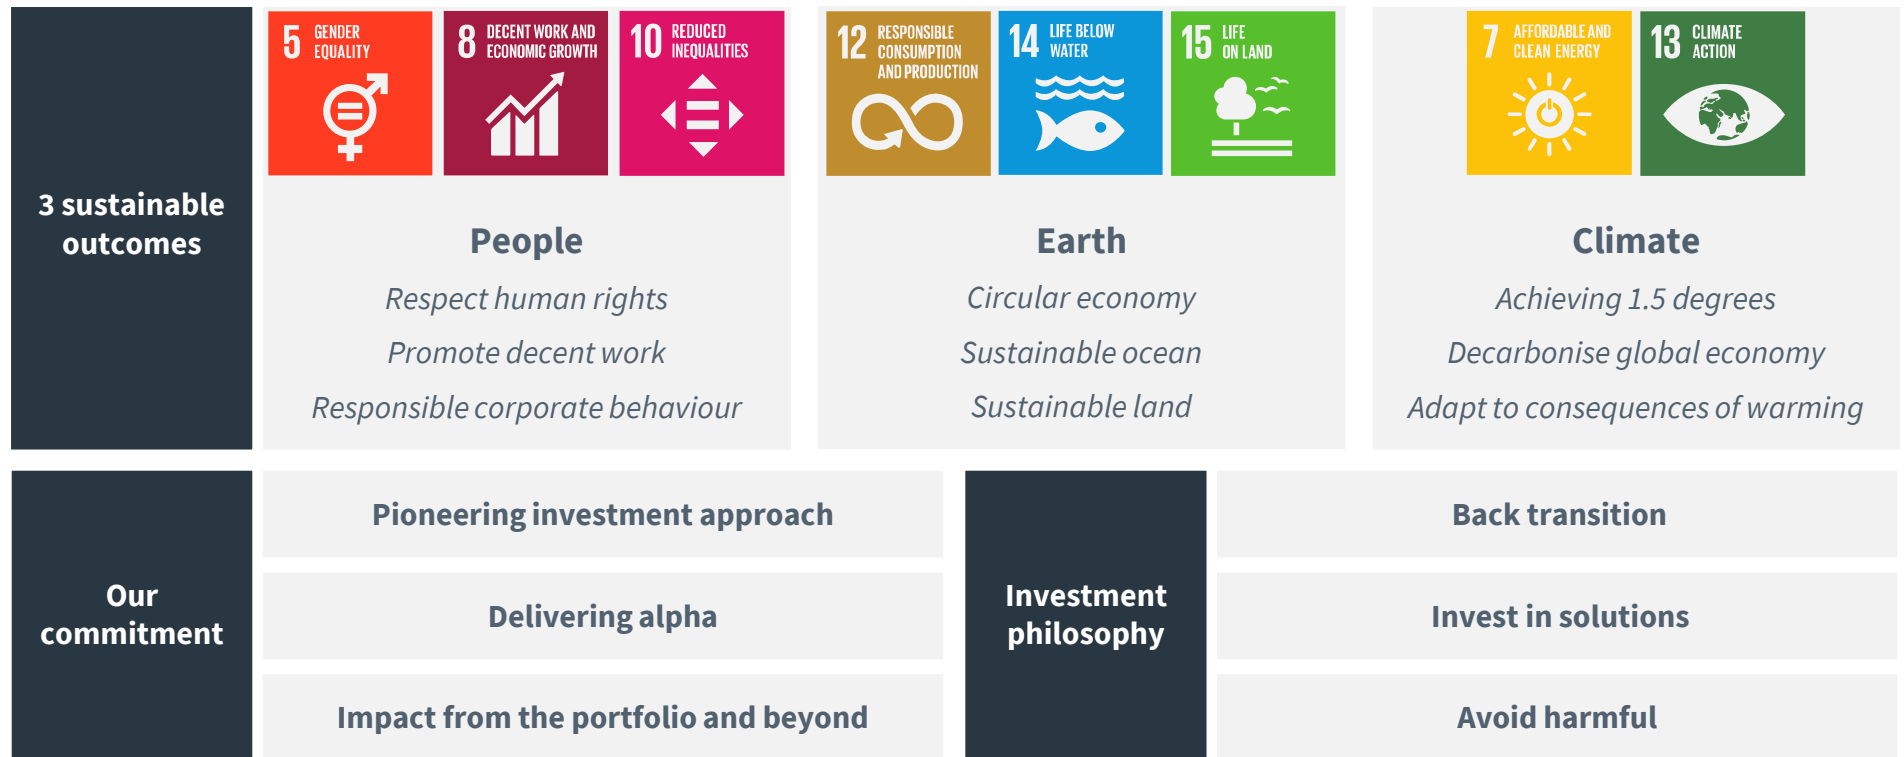 3 sustainable
outcomes
5 GENDER
EQUALITY
8 DECENT WORK AND
ECONOMIC GROWTH
10 REDUCED
INEQUALITIES
People
Respect human rights
Promote decent work
Responsible corporate behaviour
12 RESPONSIBLE
CONSUMPTION
AND PRODUCTION
14 LIFE BELOW
WATER
15 LIFE
ON LAND
Earth
Circular economy
Sustainable ocean
Sustainable land
7 AFFORDABLE AND
CLEAN ENERGY
13 CLIMATE
ACTION
Climate
Achieving 1.5 degrees
Decarbonise global economy
Adapt to consequences of warming
Our
commitment
Pioneering investment approach
Delivering alpha
Impact from the portfolio and beyond
Investment
philosophy
Back transition
Invest in solutions
Avoid harmful